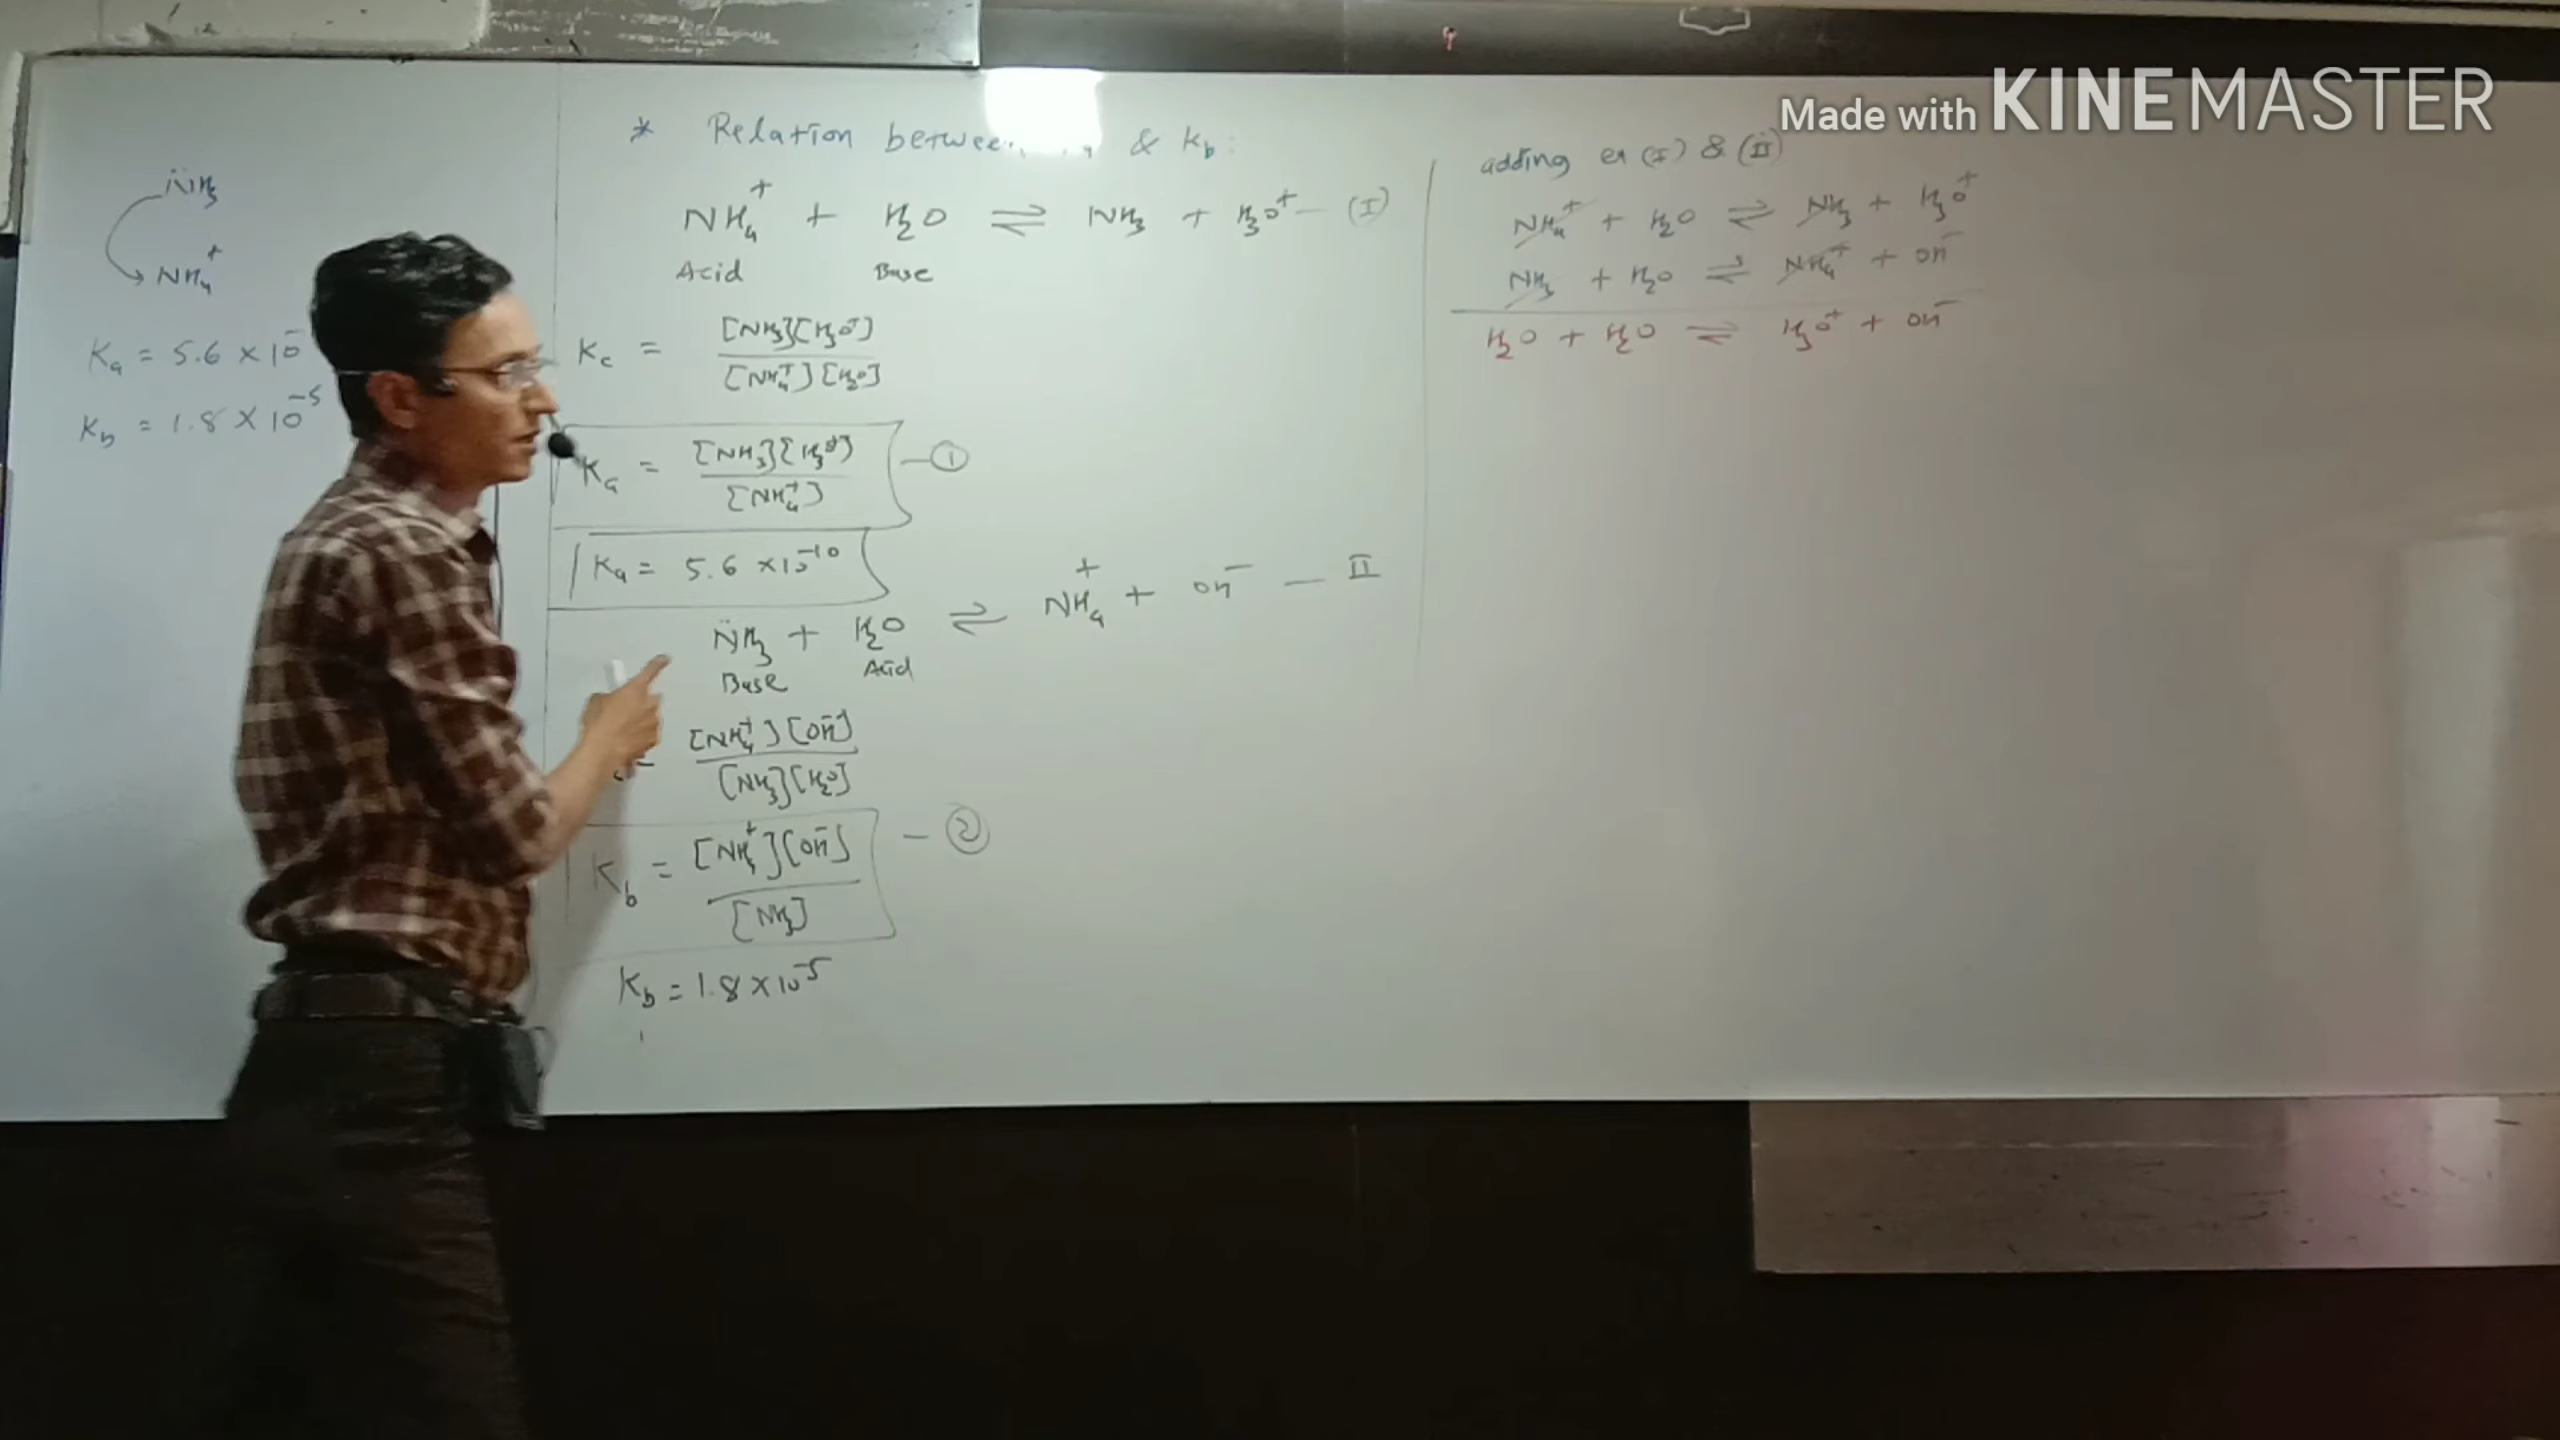 Made with KINEMASTER
* Relation between & Kb:
NH4+ + H2O ⇌ NH3 + H3O+ — (I)
Acid Base
Kc = [NH3][H3O+] / [NH4+][H2O]
Ka = [NH3][H3O+] / [NH4+] — ①
Ka = 5.6 × 10^-10
N̈H3 + H2O ⇌ NH4+ + OH- — II
Base Acid
= [NH4+][OH-] / [NH3][H2O]
Kb = [NH4+][OH-] / [NH3] — ②
Kb = 1.8 × 10^-5
N̈H3
NH4+
Ka = 5.6 × 10^-
Kb = 1.8 × 10^-5
adding eq (I) & (II)
NH4+ + H2O ⇌ NH3 + H3O+
NH3 + H2O ⇌ NH4+ + OH-
H2O + H2O ⇌ H3O+ + OH-